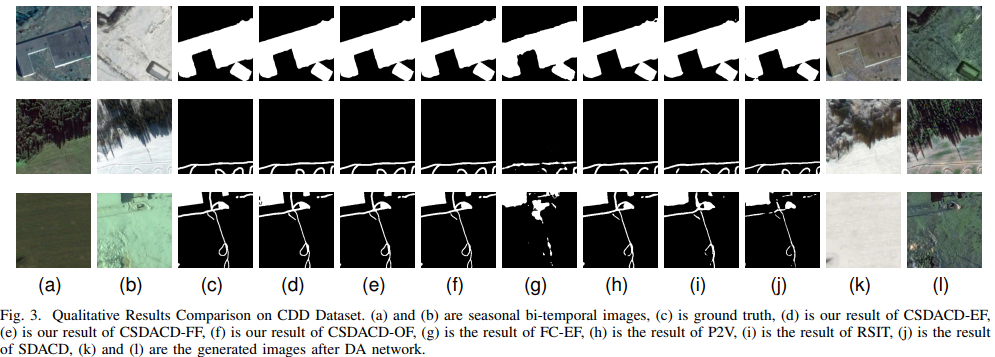 (a) (b) (c) (d) (e) (f) (g) (h) (i) (j) (k) (l)
Fig. 3. Qualitative Results Comparison on CDD Dataset. (a) and (b) are seasonal bi-temporal images, (c) is ground truth, (d) is our result of CSDACD-EF,
(e) is our result of CSDACD-FF, (f) is our result of CSDACD-OF, (g) is the result of FC-EF, (h) is the result of P2V, (i) is the result of RSIT, (j) is the result
of SDACD, (k) and (l) are the generated images after DA network.